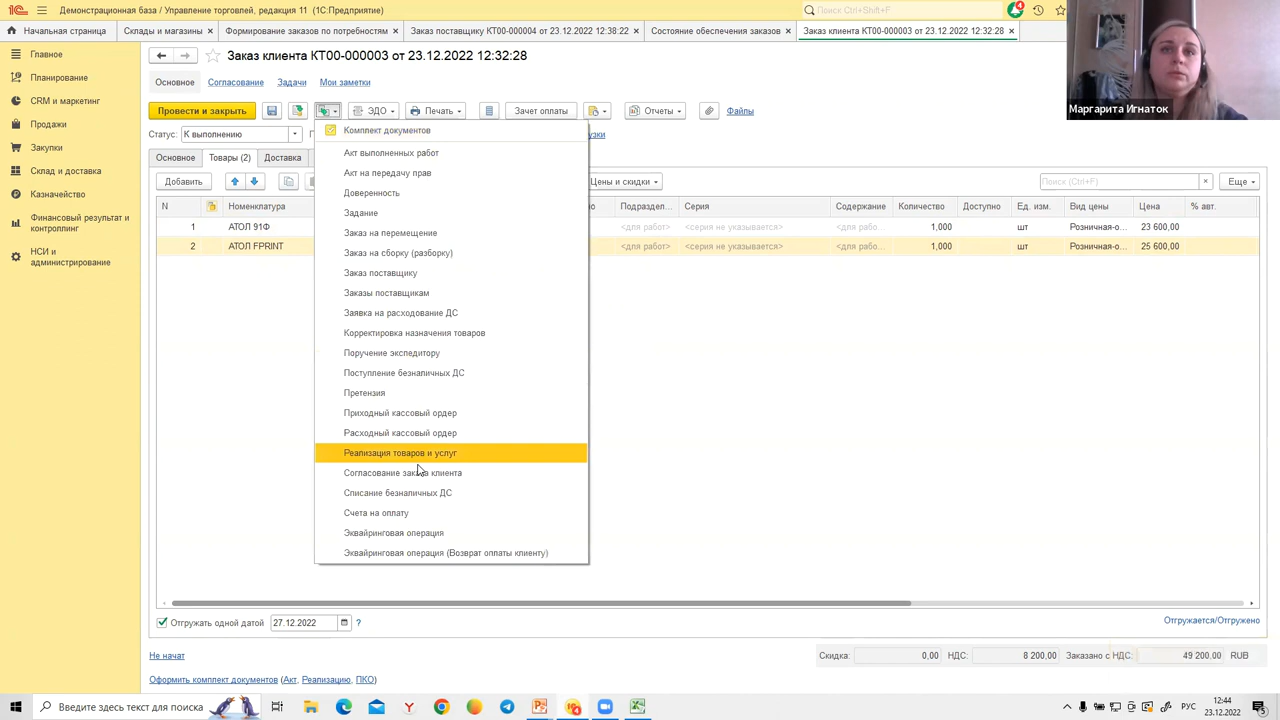 Демонстрационная база / Управление торговлей, редакция 11 (1С:Предприятие)
Поиск Ctrl+Shift+F
Начальная страница
Склады и магазины ×
Формирование заказов по потребностям ×
Заказ поставщику КТ00-000004 от 23.12.2022 12:38:22 ×
Состояние обеспечения заказов ×
Заказ клиента КТ00-000003 от 23.12.2022 12:32:28 ×
Маргарита Игнаток
Главное
Планирование
CRM и маркетинг
Продажи
Закупки
Склад и доставка
Казначейство
Финансовый результат и
контроллинг
НСИ и
администрирование
Заказ клиента КТ00-000003 от 23.12.2022 12:32:28
Основное Согласование Задачи Мои заметки
Провести и закрыть ЭДО Печать Зачет оплаты Отчеты Файлы
Статус: К выполнению
Основное Товары (2) Доставка
Добавить Цены и скидки Поиск (Ctrl+F) × Еще
N Номенклатура Подраздел... Серия Содержание Количество Доступно Ед. изм. Вид цены Цена % авт.
1 АТОЛ 91Ф <для работ> <серия не указывается> <для рабо... 1,000 шт Розничная-о... 23 600,00
2 АТОЛ FPRINT <для работ> <серия не указывается> <для рабо... 1,000 шт Розничная-о... 25 600,00
Комплект документов
Акт выполненных работ
Акт на передачу прав
Доверенность
Задание
Заказ на перемещение
Заказ на сборку (разборку)
Заказ поставщику
Заказы поставщикам
Заявка на расходование ДС
Корректировка назначения товаров
Поручение экспедитору
Поступление безналичных ДС
Претензия
Приходный кассовый ордер
Расходный кассовый ордер
Реализация товаров и услуг
Согласование заказа клиента
Списание безналичных ДС
Счета на оплату
Эквайринговая операция
Эквайринговая операция (Возврат оплаты клиенту)
Отгружать одной датой 27.12.2022 ?
Отгружается/Отгружено
Не начат
Скидка: 0,00 НДС: 8 200,00 Заказано с НДС: 49 200.00 RUB
Оформить комплект документов (Акт, Реализацию, ПКО)
Введите здесь текст для поиска
РУС
12:44
23.12.2022